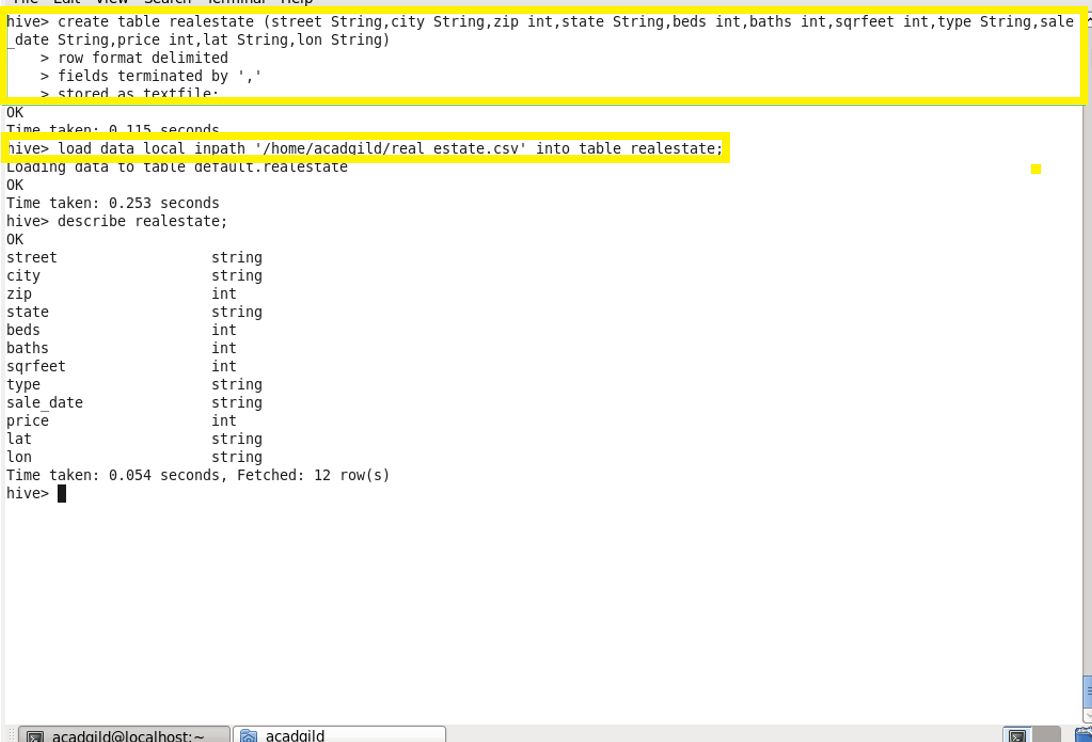 File Edit View Search Terminal Help
hive> create table realestate (street String,city String,zip int,state String,beds int,baths int,sqrfeet int,type String,sale
_date String,price int,lat String,lon String)
> row format delimited
> fields terminated by ','
> stored as textfile;
OK
Time taken: 0.115 seconds
hive> load data local inpath '/home/acadgild/real_estate.csv' into table realestate;
Loading data to table default.realestate
OK
Time taken: 0.253 seconds
hive> describe realestate;
OK
street string
city string
zip int
state string
beds int
baths int
sqrfeet int
type string
sale_date string
price int
lat string
lon string
Time taken: 0.054 seconds, Fetched: 12 row(s)
hive>
acadgild@localhost:~
acadgild